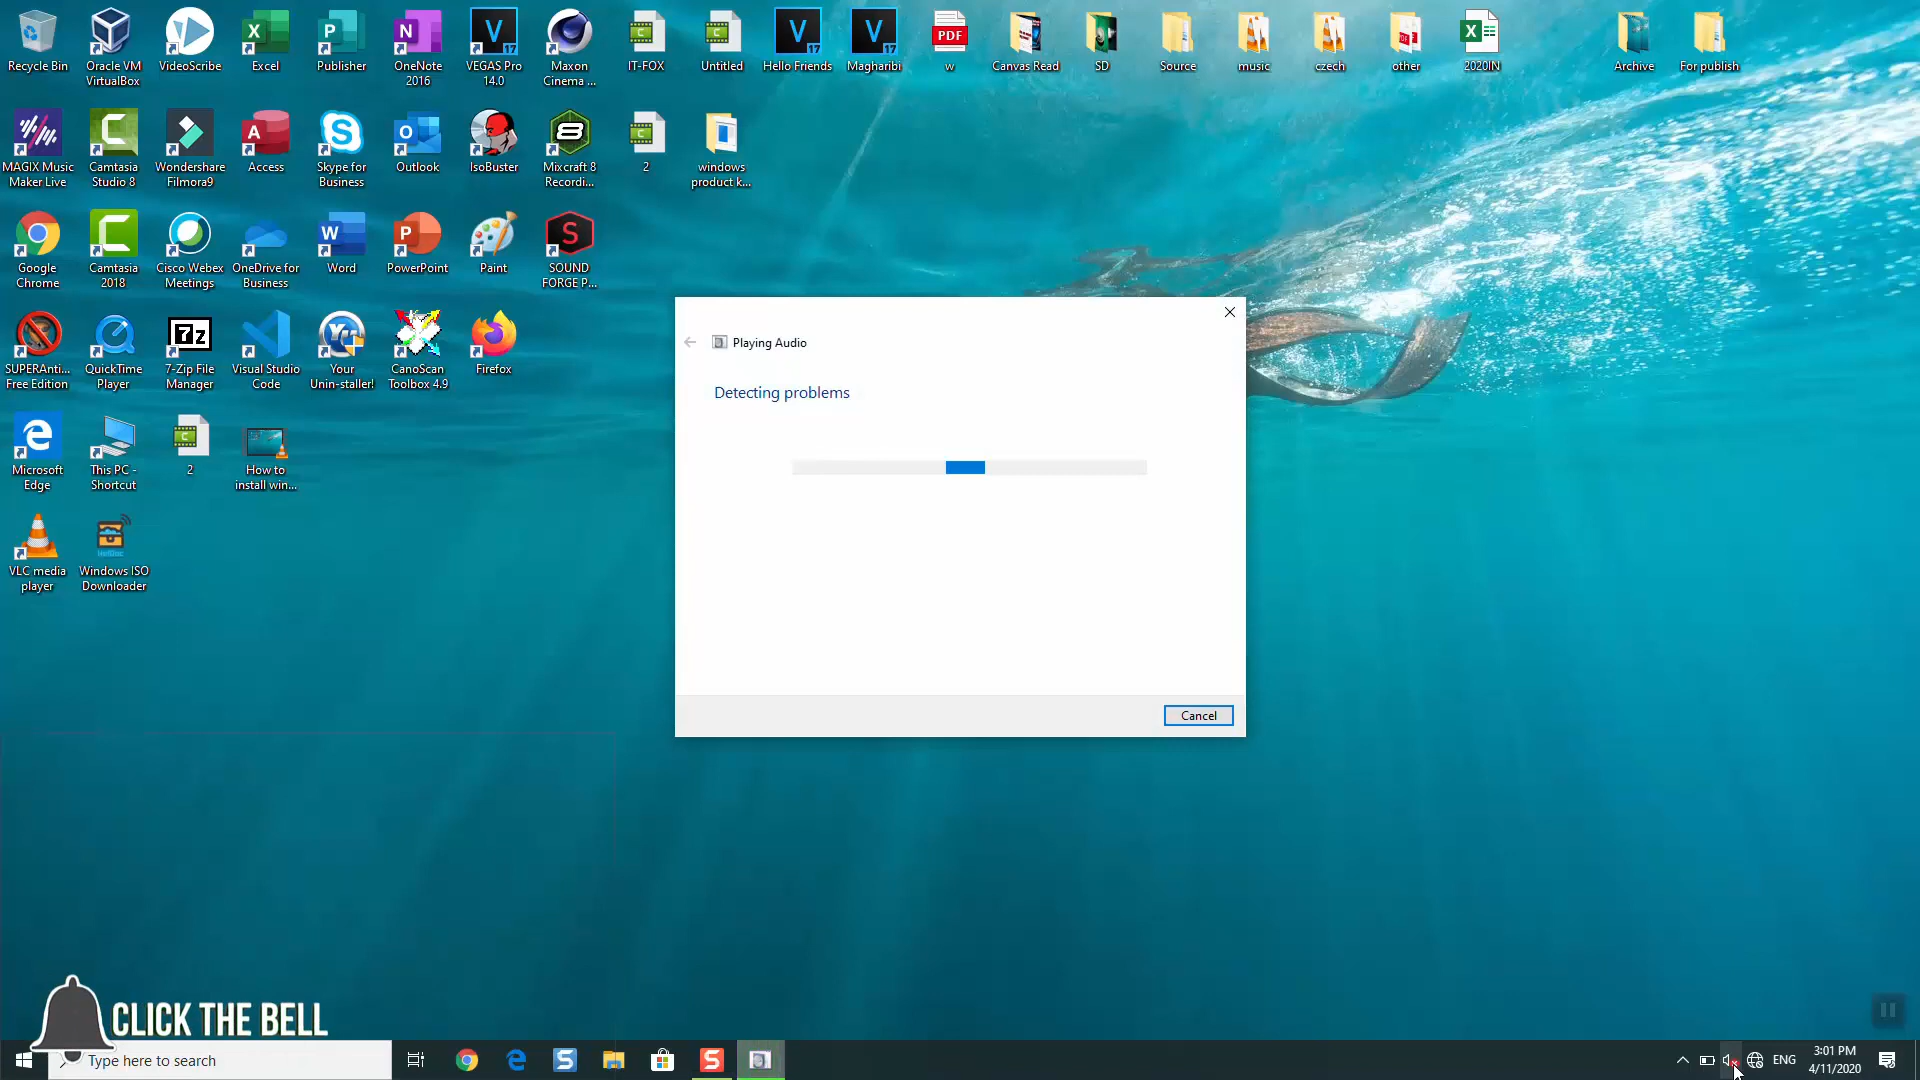 Recycle Bin
Oracle VM
VirtualBox
VideoScribe
Excel
Publisher
OneNote
2016
VEGAS Pro
14.0
Maxon
Cinema ...
IT-FOX
Untitled
Hello Friends
Magharibi
w
Canvas Read
SD
Source
music
czech
other
2020IN
Archive
For publish
MAGIX Music
Maker Live
Camtasia
Studio 8
Wondershare
Filmora9
Access
Skype for
Business
Outlook
IsoBuster
Mixcraft 8
Recordi...
2
windows
product k...
Google
Chrome
Camtasia
2018
Cisco Webex
Meetings
OneDrive for
Business
Word
PowerPoint
Paint
SOUND
FORGE P...
SUPERAnti...
Free Edition
QuickTime
Player
7-Zip File
Manager
Visual Studio
Code
Your
Unin-staller!
CanoScan
Toolbox 4.9
Firefox
Microsoft
Edge
This PC -
Shortcut
2
How to
install win...
VLC media
player
Windows ISO
Downloader
Playing Audio
Detecting problems
Cancel
CLICK THE BELL
Type here to search
ENG
3:01 PM
4/11/2020